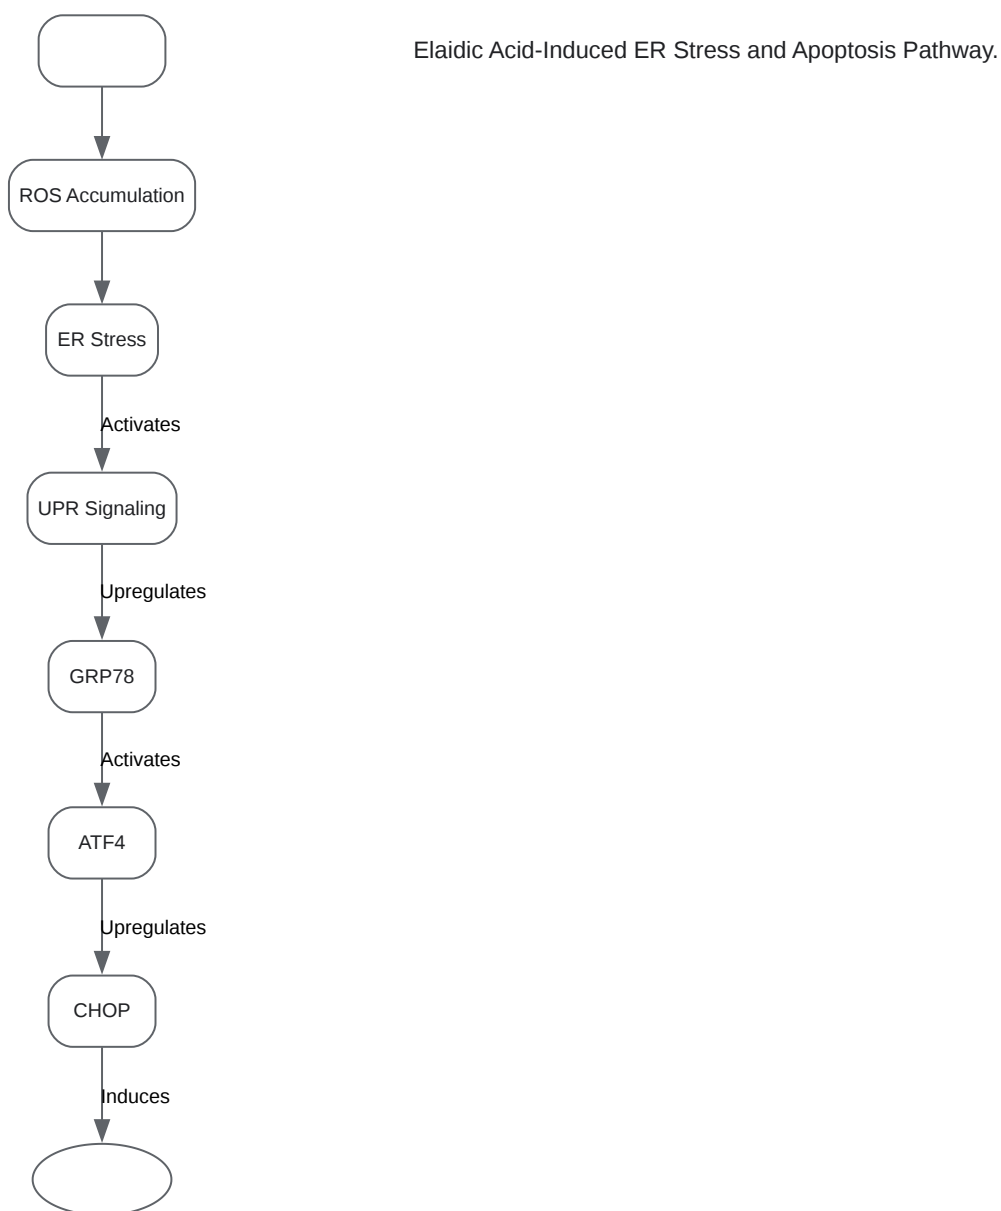 Elaidic Acid-Induced ER Stress and Apoptosis Pathway.
ROS Accumulation
ER Stress
Activates
UPR Signaling
Upregulates
GRP78
Activates
ATF4
Upregulates
CHOP
Induces